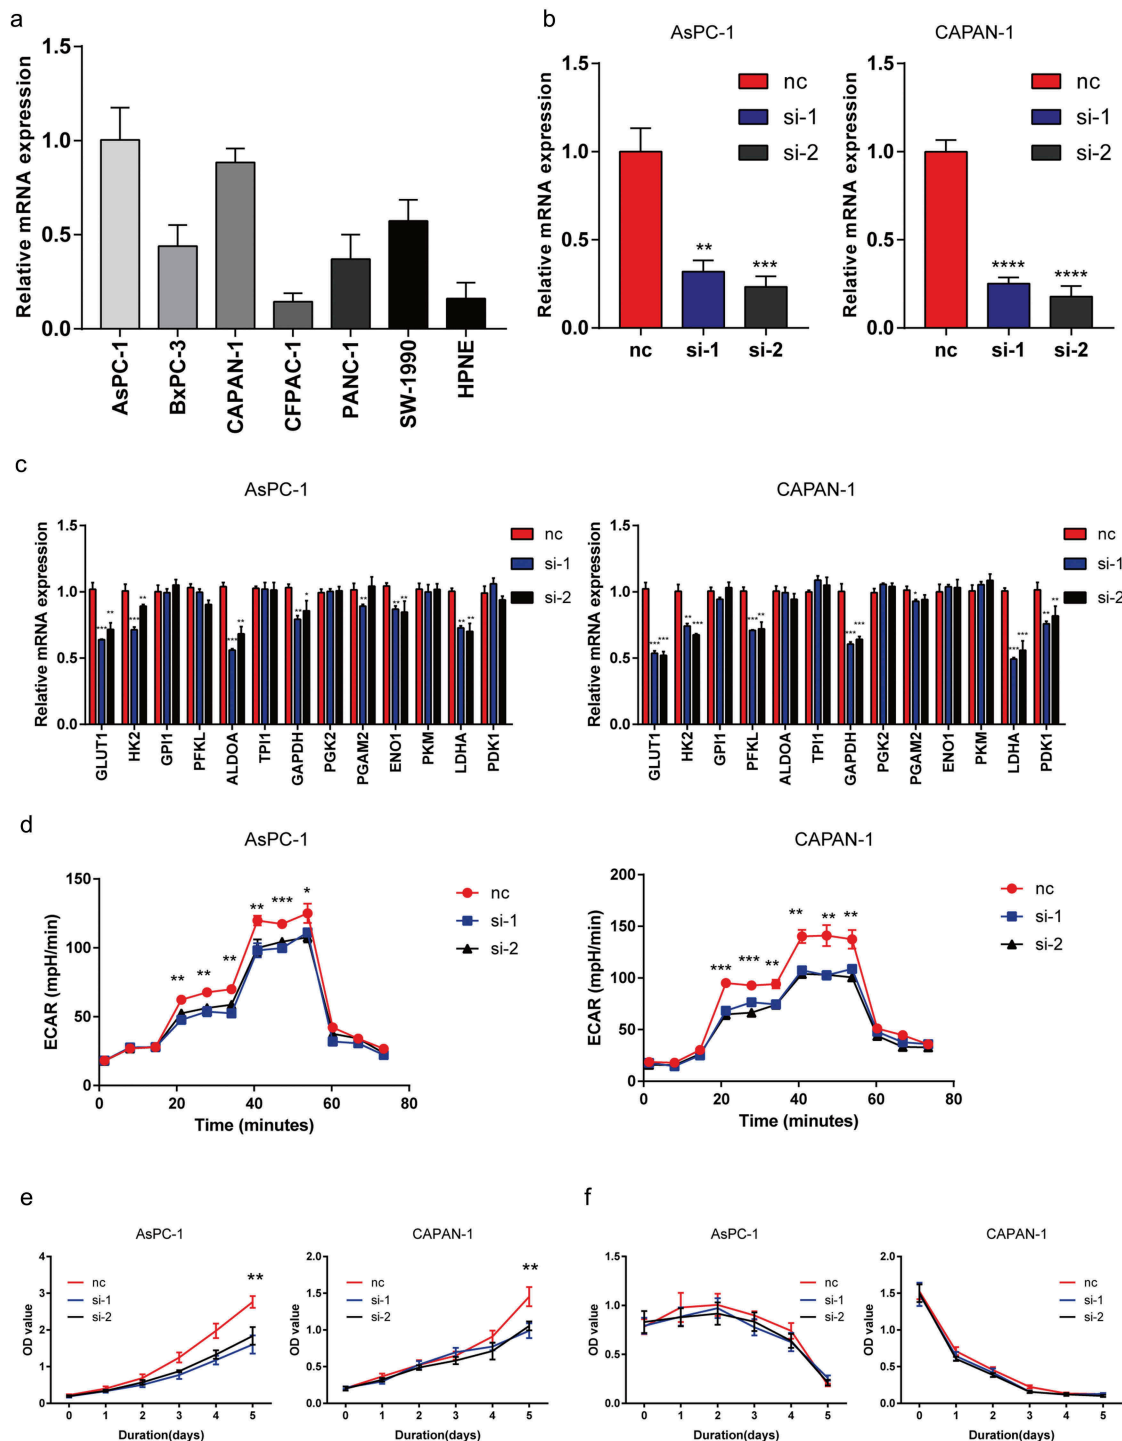 a
Relative mRNA expression
1.5
1.0
0.5
0.0
AsPC-1
BxPC-3
CAPAN-1
CFPAC-1
PANC-1
SW-1990
HPNE
b
AsPC-1
Relative mRNA expression
1.5
1.0
0.5
0.0
** ***
nc si-1 si-2
nc
si-1
si-2
CAPAN-1
Relative mRNA expression
1.5
1.0
0.5
0.0
**** ****
nc si-1 si-2
nc
si-1
si-2
c
AsPC-1
Relative mRNA expression
1.5
1.0
0.5
0.0
*** ** *** ** *** ** ** * ** ** ** ** **
GLUT1
HK2
GPI1
PFKL
ALDOA
TPI1
GAPDH
PGK2
PGAM2
ENO1
PKM
LDHA
PDK1
nc
si-1
si-2
CAPAN-1
Relative mRNA expression
1.5
1.0
0.5
0.0
*** *** ** *** *** ** *** *** * *** *** ** **
GLUT1
HK2
GPI1
PFKL
ALDOA
TPI1
GAPDH
PGK2
PGAM2
ENO1
PKM
LDHA
PDK1
nc
si-1
si-2
d
AsPC-1
ECAR (mpH/min)
150
100
50
0
** ** ** ** *** *
0 20 40 60 80
Time (minutes)
nc
si-1
si-2
CAPAN-1
ECAR (mpH/min)
200
150
100
50
0
*** *** ** ** ** **
0 20 40 60 80
Time (minutes)
nc
si-1
si-2
e
AsPC-1
OD value
4
3
2
1
0
**
0 1 2 3 4 5
Duration(days)
nc
si-1
si-2
CAPAN-1
OD value
2.0
1.5
1.0
0.5
0.0
**
0 1 2 3 4 5
Duration(days)
nc
si-1
si-2
f
AsPC-1
OD value
1.5
1.0
0.5
0.0
0 1 2 3 4 5
Duration(days)
nc
si-1
si-2
CAPAN-1
OD value
2.0
1.5
1.0
0.5
0.0
0 1 2 3 4 5
Duration(days)
nc
si-1
si-2